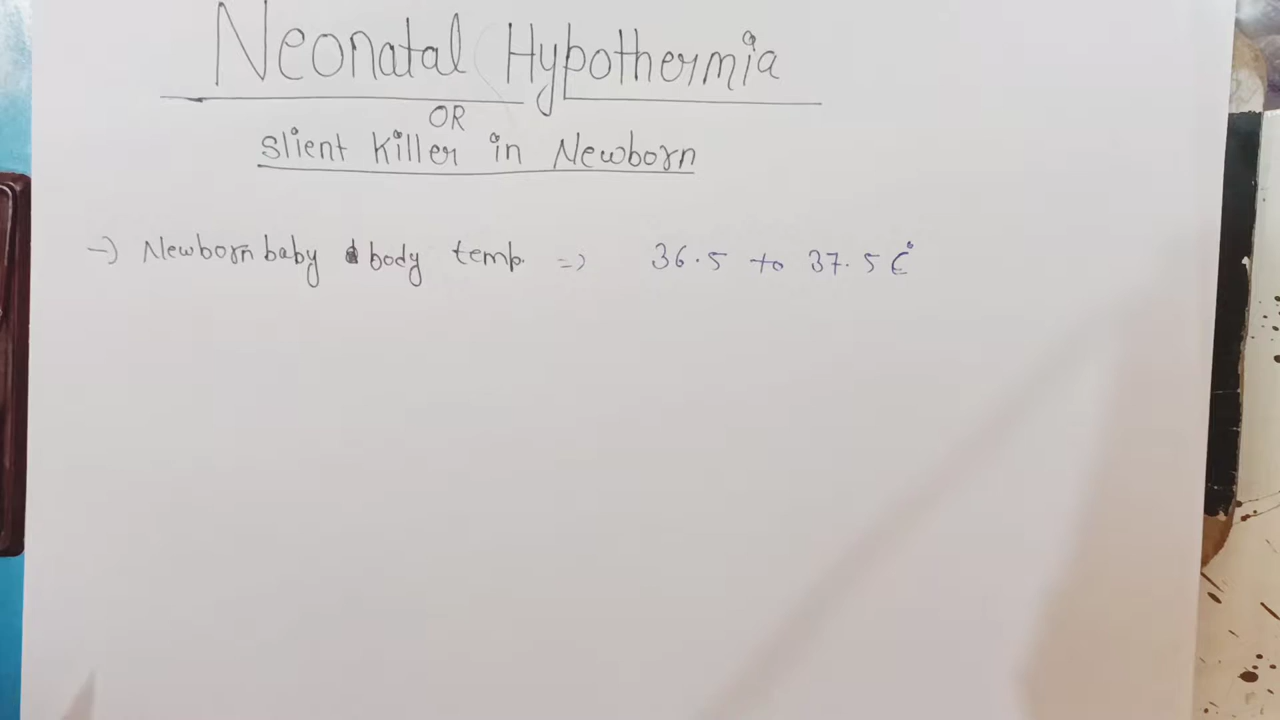 Neonatal Hypothermia
OR
slient killer in Newborn
→ Newborn baby body temp. => 36.5 to 37.5 C°